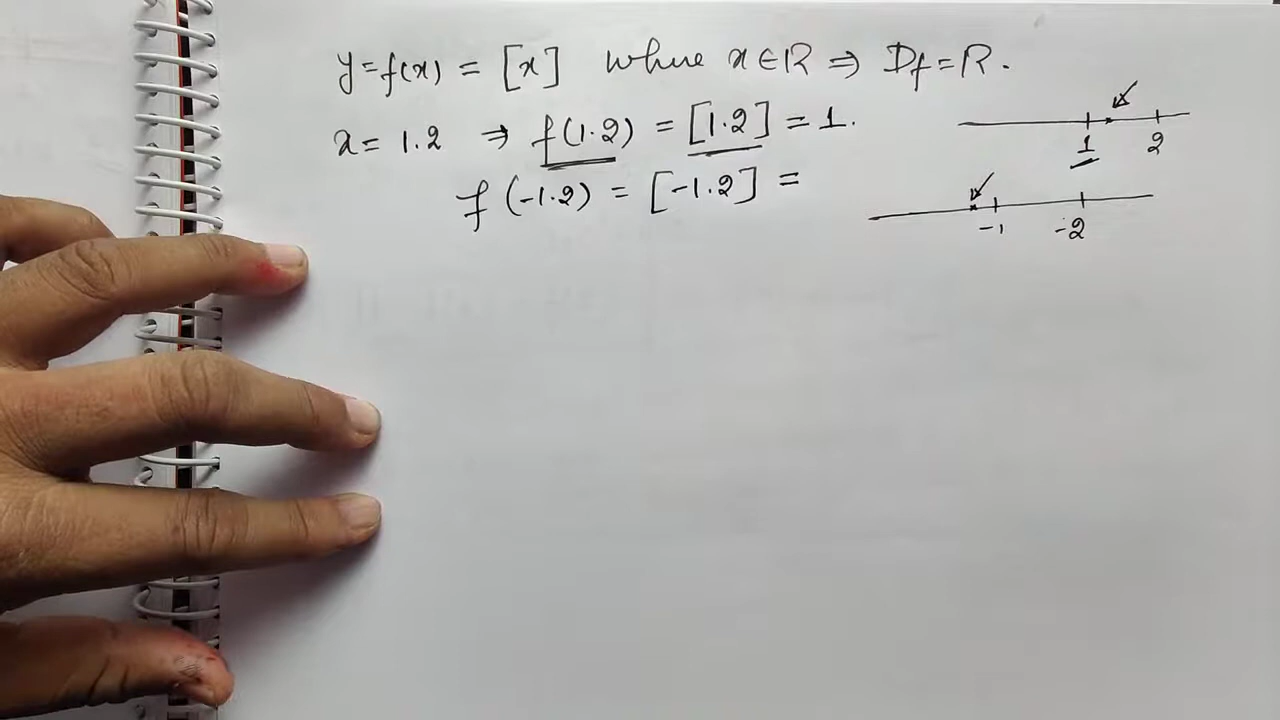 y = f(x) = [x] where x ∈ R ⇒ Df = R.
x = 1.2 ⇒ f(1.2) = [1.2] = 1.
1 2
f(-1.2) = [-1.2] =
-1 -2